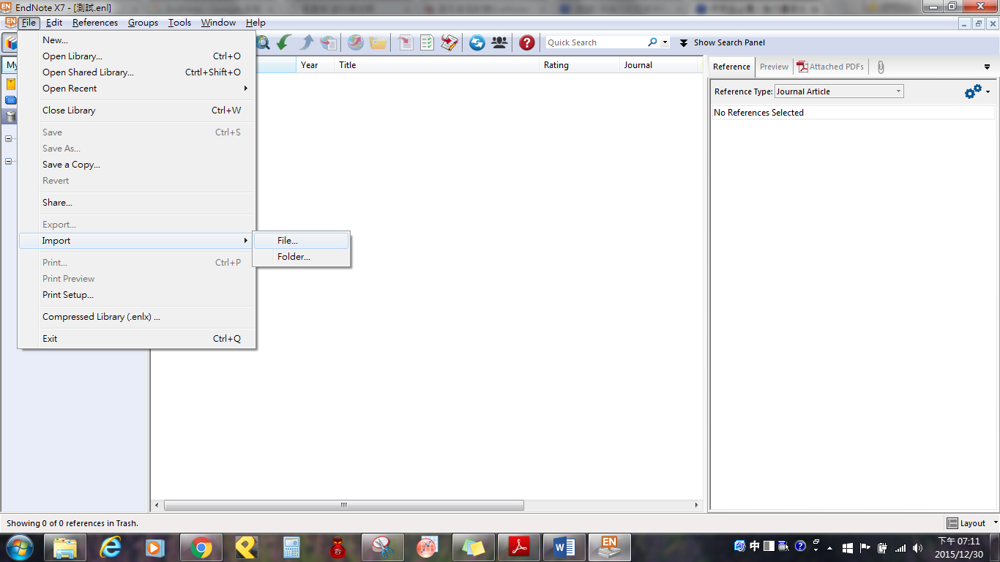 EN EndNote X7 - [測試.enl]
EN File Edit References Groups Tools Window Help
Quick Search
Show Search Panel
My
Year Title Rating Journal
Reference Preview Attached PDFs
Reference Type: Journal Article
No References Selected
New...
Open Library... Ctrl+O
Open Shared Library... Ctrtl+Shift+O
Open Recent
Close Library Ctrl+W
Save Ctrl+S
Save As...
Save a Copy...
Revert
Share...
Export...
Import
File...
Folder...
Print... Ctrl+P
Print Preview
Print Setup...
Compressed Library (.enlx) ...
Exit Ctrl+Q
Showing 0 of 0 references in Trash.
Layout
EN
中
下午 07:11
2015/12/30